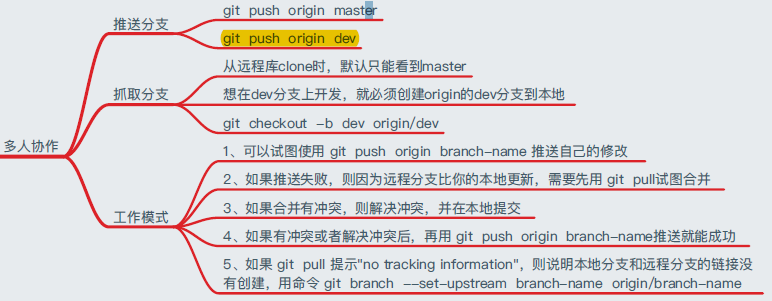 多人协作
推送分支
git push origin master
git push origin dev
抓取分支
从远程库clone时，默认只能看到master
想在dev分支上开发，就必须创建origin的dev分支到本地
git checkout -b dev origin/dev
工作模式
1、可以试图使用 git push origin branch-name 推送自己的修改
2、如果推送失败，则因为远程分支比你的本地更新，需要先用 git pull试图合并
3、如果合并有冲突，则解决冲突，并在本地提交
4、如果有冲突或者解决冲突后，再用 git push origin branch-name推送就能成功
5、如果 git pull 提示"no tracking information"，则说明本地分支和远程分支的链接没
有创建，用命令 git branch --set-upstream branch-name origin/branch-name